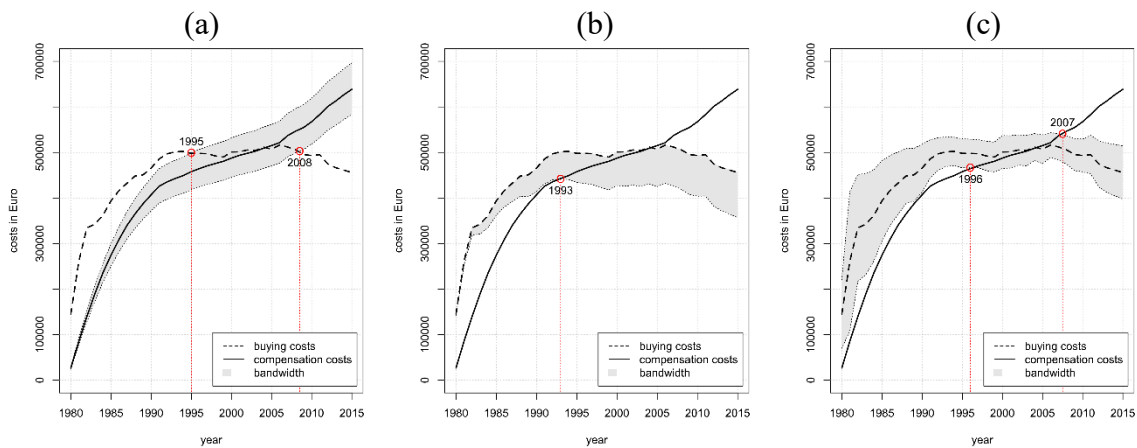 (a)
costs in Euro
700000
500000
300000
100000
0
1995
2008
buying costs
compensation costs
bandwidth
1980 1985 1990 1995 2000 2005 2010 2015
year
(b)
costs in Euro
700000
500000
300000
100000
0
1993
buying costs
compensation costs
bandwidth
1980 1985 1990 1995 2000 2005 2010 2015
year
(c)
costs in Euro
700000
500000
300000
100000
0
2007
1996
buying costs
compensation costs
bandwidth
1980 1985 1990 1995 2000 2005 2010 2015
year